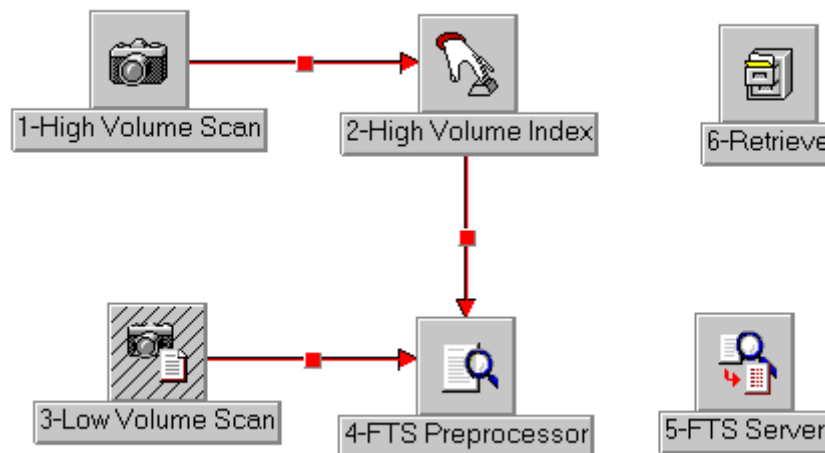 1-High Volume Scan
2-High Volume Index
6-Retrieve
3-Low Volume Scan
4-FTS Preprocessor
5-FTS Server